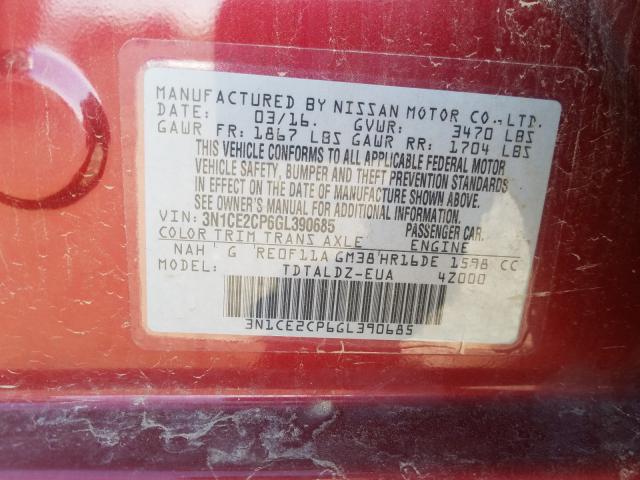 MANUFACTURED BY NISSAN MOTOR CO.,LTD.
DATE: 03/16. GVWR: 3470 LBS
GAWR FR: 1867 LBS GAWR RR: 1704 LBS
THIS VEHICLE CONFORMS TO ALL APPLICABLE FEDERAL MOTOR
VEHICLE SAFETY, BUMPER AND THEFT PREVENTION STANDARDS
IN EFFECT ON THE DATE OF MANUFACTURE SHOWN ABOVE.
SEE OWNER'S MANUAL FOR ADDITIONAL INFORMATION.
VIN: 3N1CE2CP6GL390685 PASSENGER CAR.
COLOR TRIM TRANS AXLE ENGINE
NAH G RE0F11A GM38 HR16DE 1598 CC
MODEL: TDTALDZ-EUA 4Z000
3N1CE2CP6GL390685